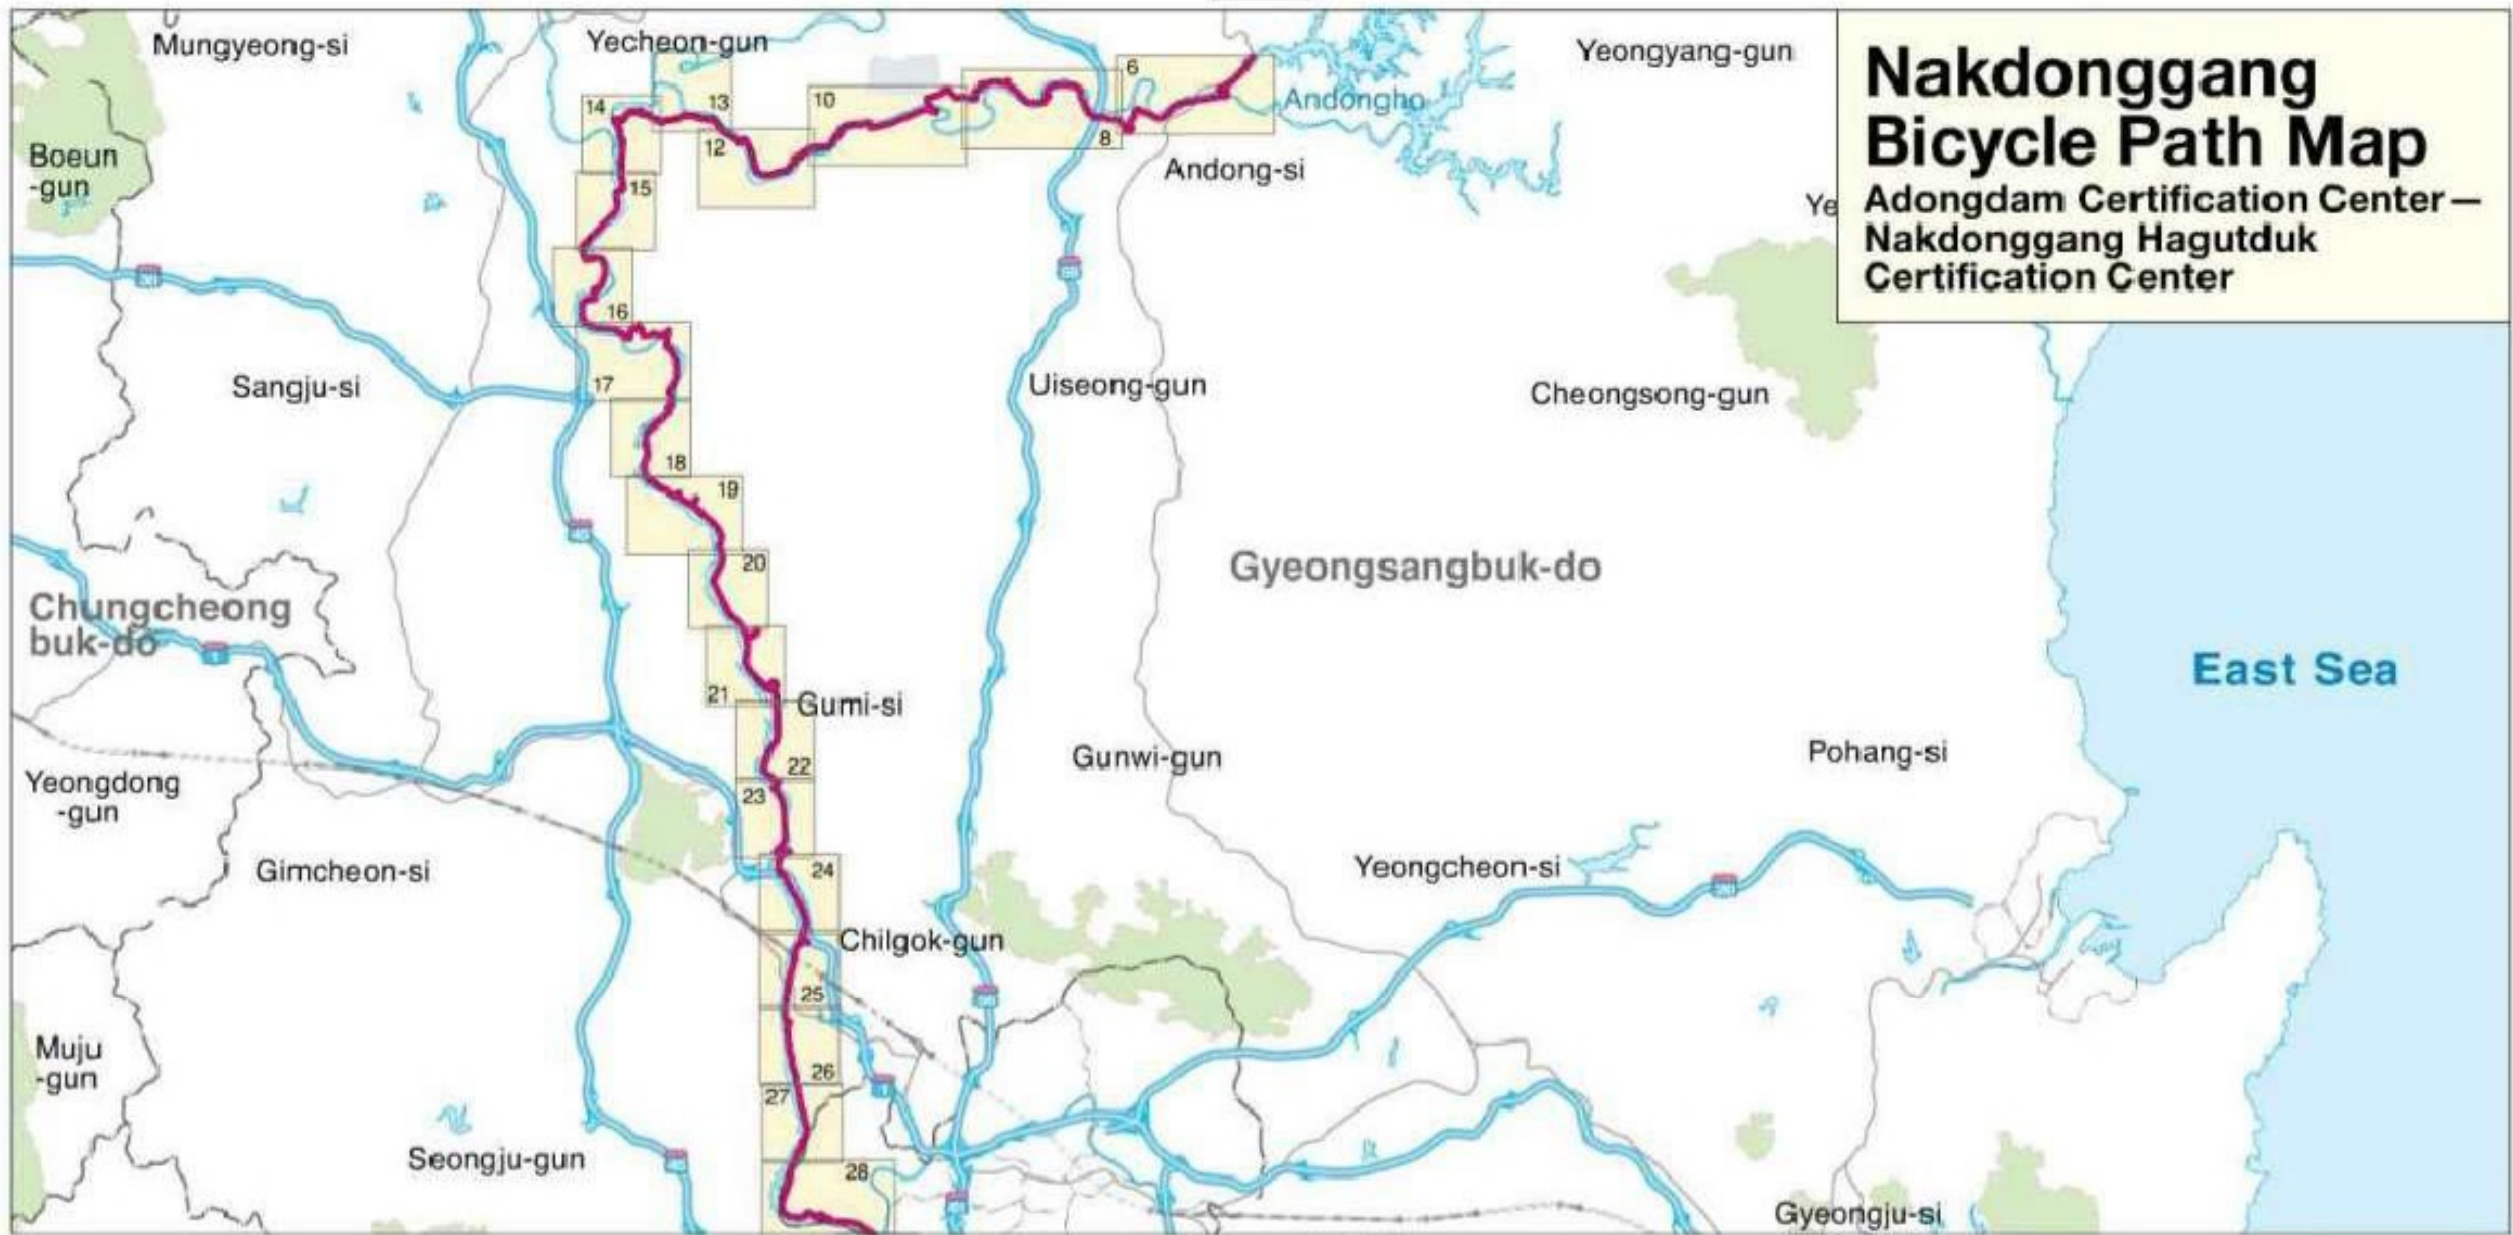 Nakdonggang
Bicycle Path Map
Adongdam Certification Center—
Nakdonggang Hagutduk
Certification Center
Mungyeong-si
Yecheon-gun
Yeongyang-gun
6
14
13
10
Andongho
8
12
Boeun
-gun
Andong-si
15
Ye
16
17
Sangju-si
Uiseong-gun
Cheongsong-gun
18
19
20
Gyeongsangbuk-do
Chungcheong
buk-do
1
East Sea
21
Gumi-si
22
Gunwi-gun
Pohang-si
Yeongdong
-gun
23
24
Gimcheon-si
Yeongcheon-si
Chilgok-gun
25
Muju
-gun
26
1
27
Seongju-gun
28
Gyeongju-si